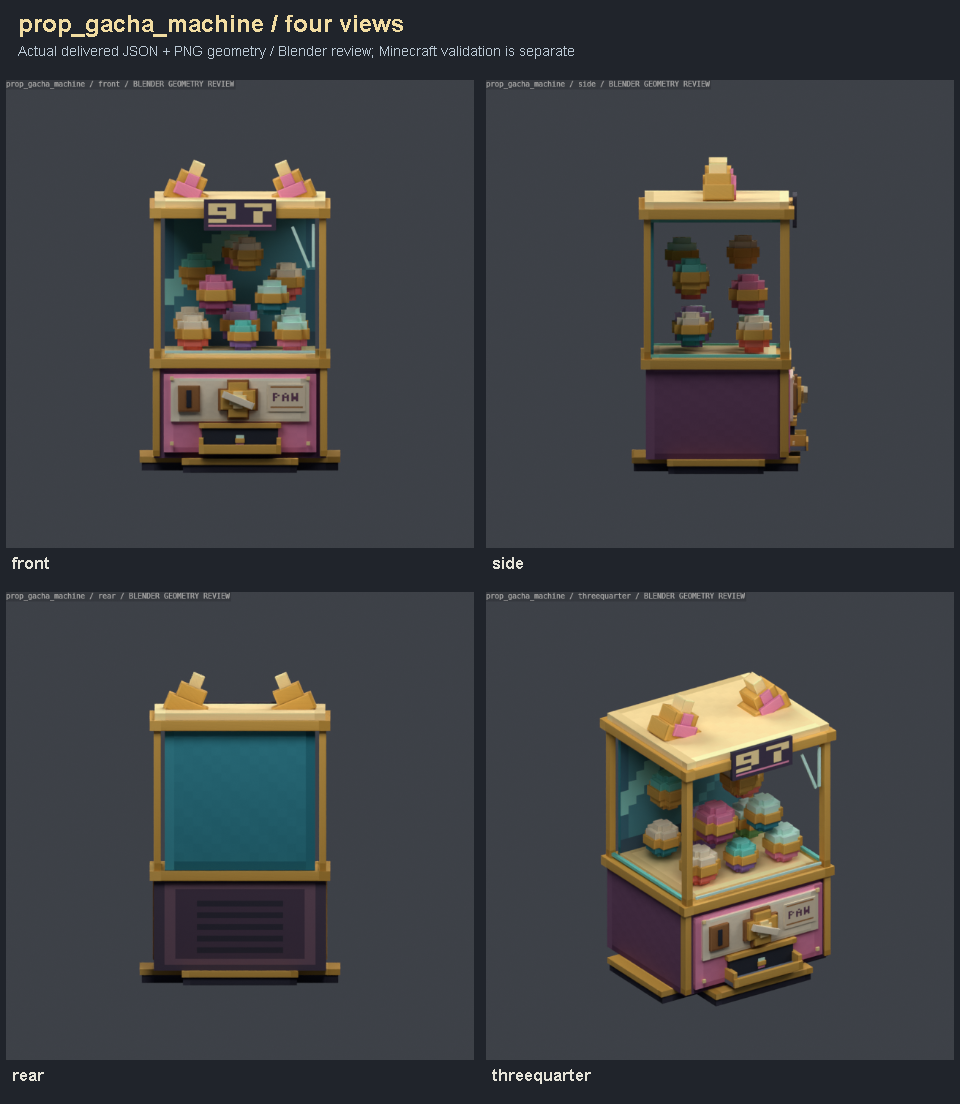 prop_gacha_machine / four views
Actual delivered JSON + PNG geometry / Blender review; Minecraft validation is separate
prop_gacha_machine / front / BLENDER GEOMETRY REVIEW
prop_gacha_machine / side / BLENDER GEOMETRY REVIEW
97
PAW
front
side
prop_gacha_machine / rear / BLENDER GEOMETRY REVIEW
prop_gacha_machine / threequarter / BLENDER GEOMETRY REVIEW
97
PAW
rear
threequarter